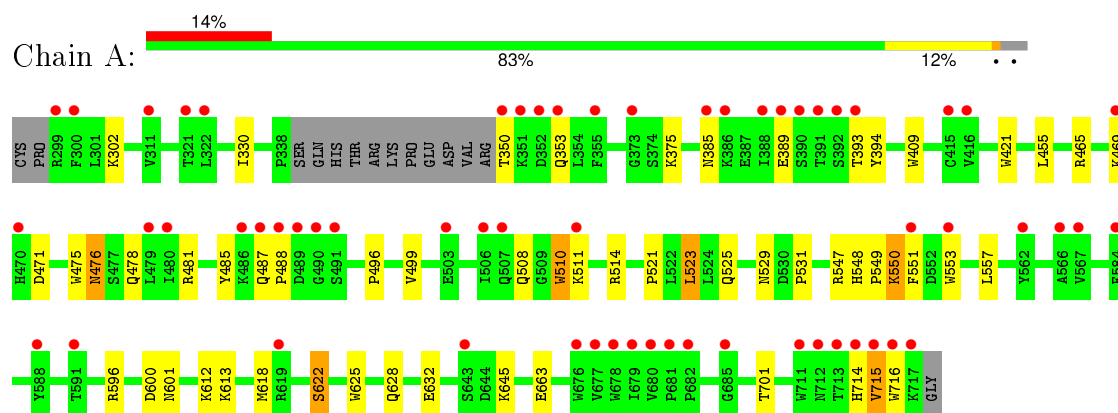 14%
Chain A:
83% 12% • •
CYS PRO R299 F300 L301 K302 V311 T321 L322 I330 P338 SER GLN HIS THR ARG LYS PRO GLU ASP VAL ARG T350 K351 D352 Q353 L354 F355 G373 S374 K375 N385 K386 E387 I388 E389 S390 T391 S392 T393 Y394 W409 C415 V416 W421 L455 R465 K469
H470 D471 W475 N476 S477 Q478 L479 I480 R481 Y485 K486 Q487 P488 D489 G490 S491 P496 V499 E503 I506 Q507 Q508 G509 W510 K511 R514 P521 L522 L523 L524 Q525 N529 D530 P531 R547 H548 P549 K550 F551 D552 W553 L557 Y562 A566 V567 E584
Y588 T591 R596 D600 N601 K612 K613 M618 R619 S622 W625 Q628 E632 S643 D644 K645 E663 W676 V677 W678 I679 V680 P681 P682 G685 T701 W711 N712 T713 H714 V715 W716 K717 GLY